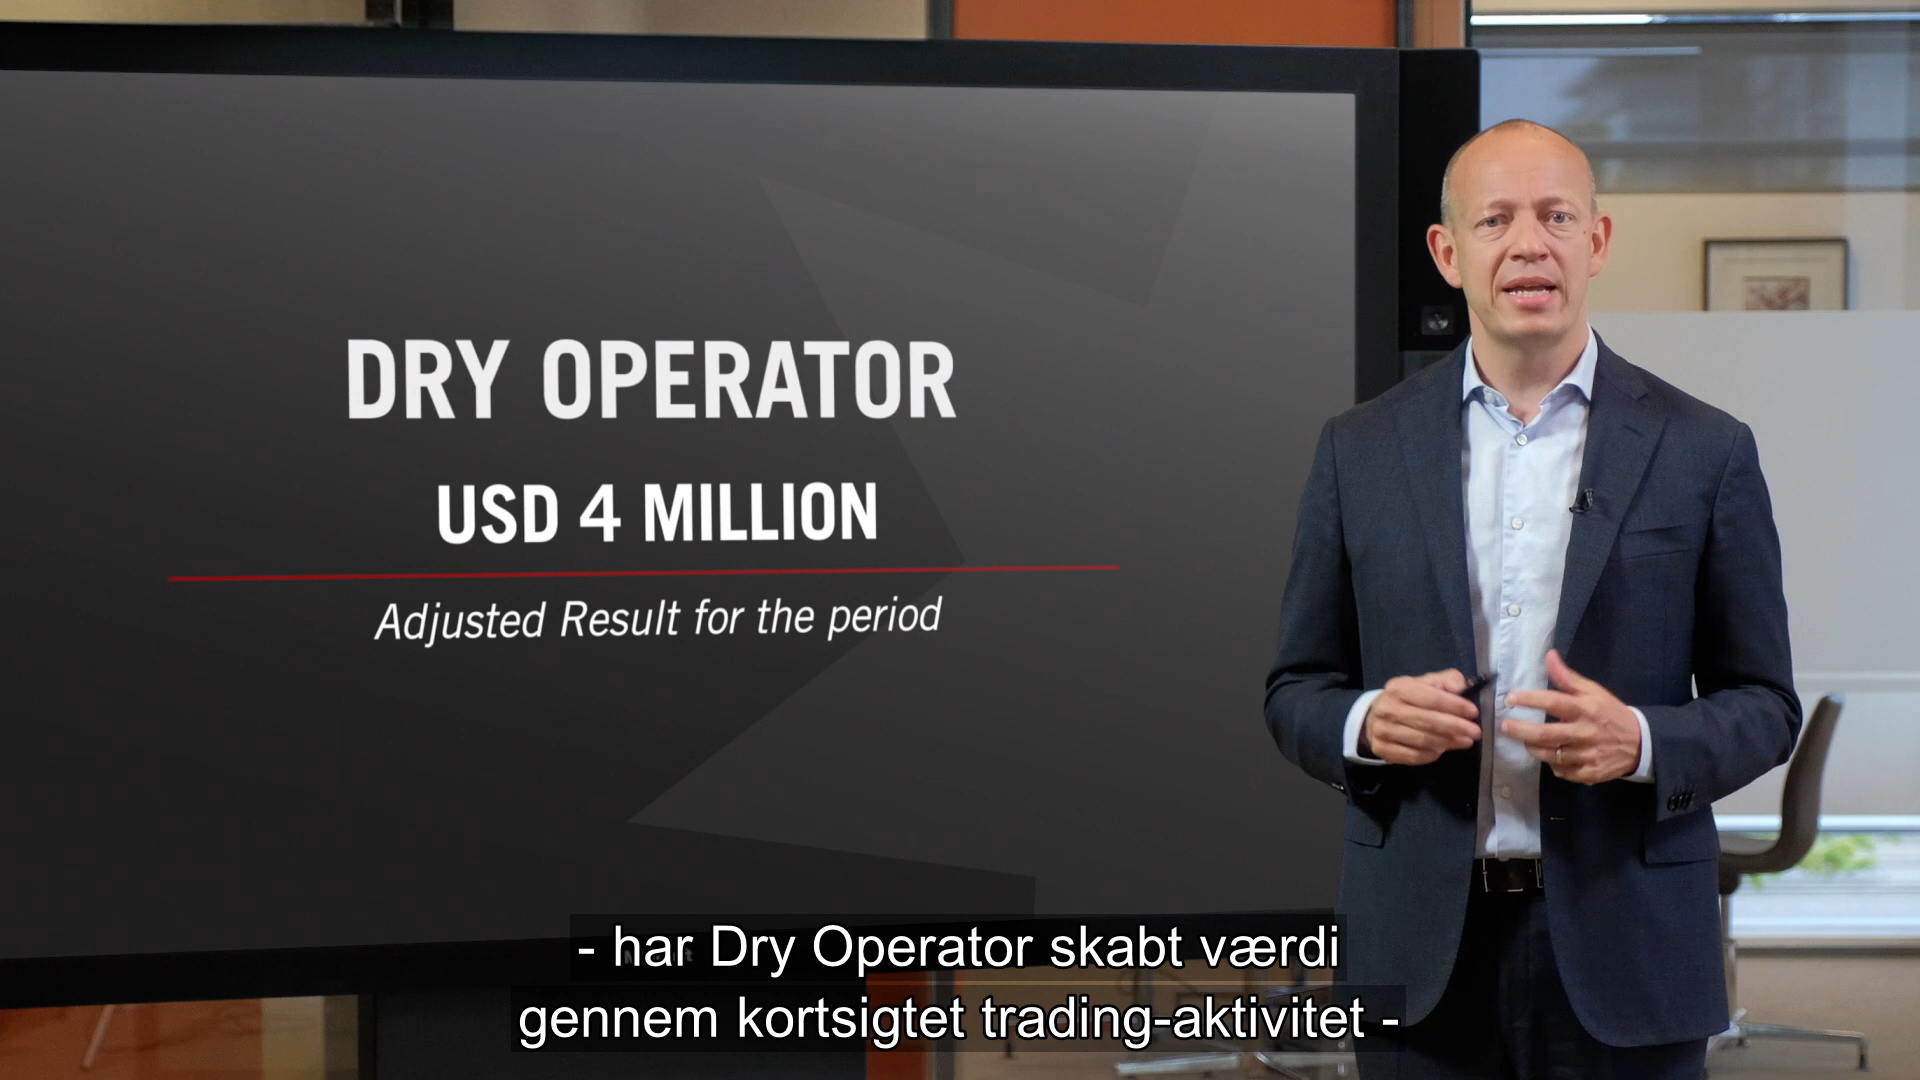 DRY OPERATOR
USD 4 MILLION
Adjusted Result for the period
- har Dry Operator skabt værdi
gennem kortsigtet trading-aktivitet -